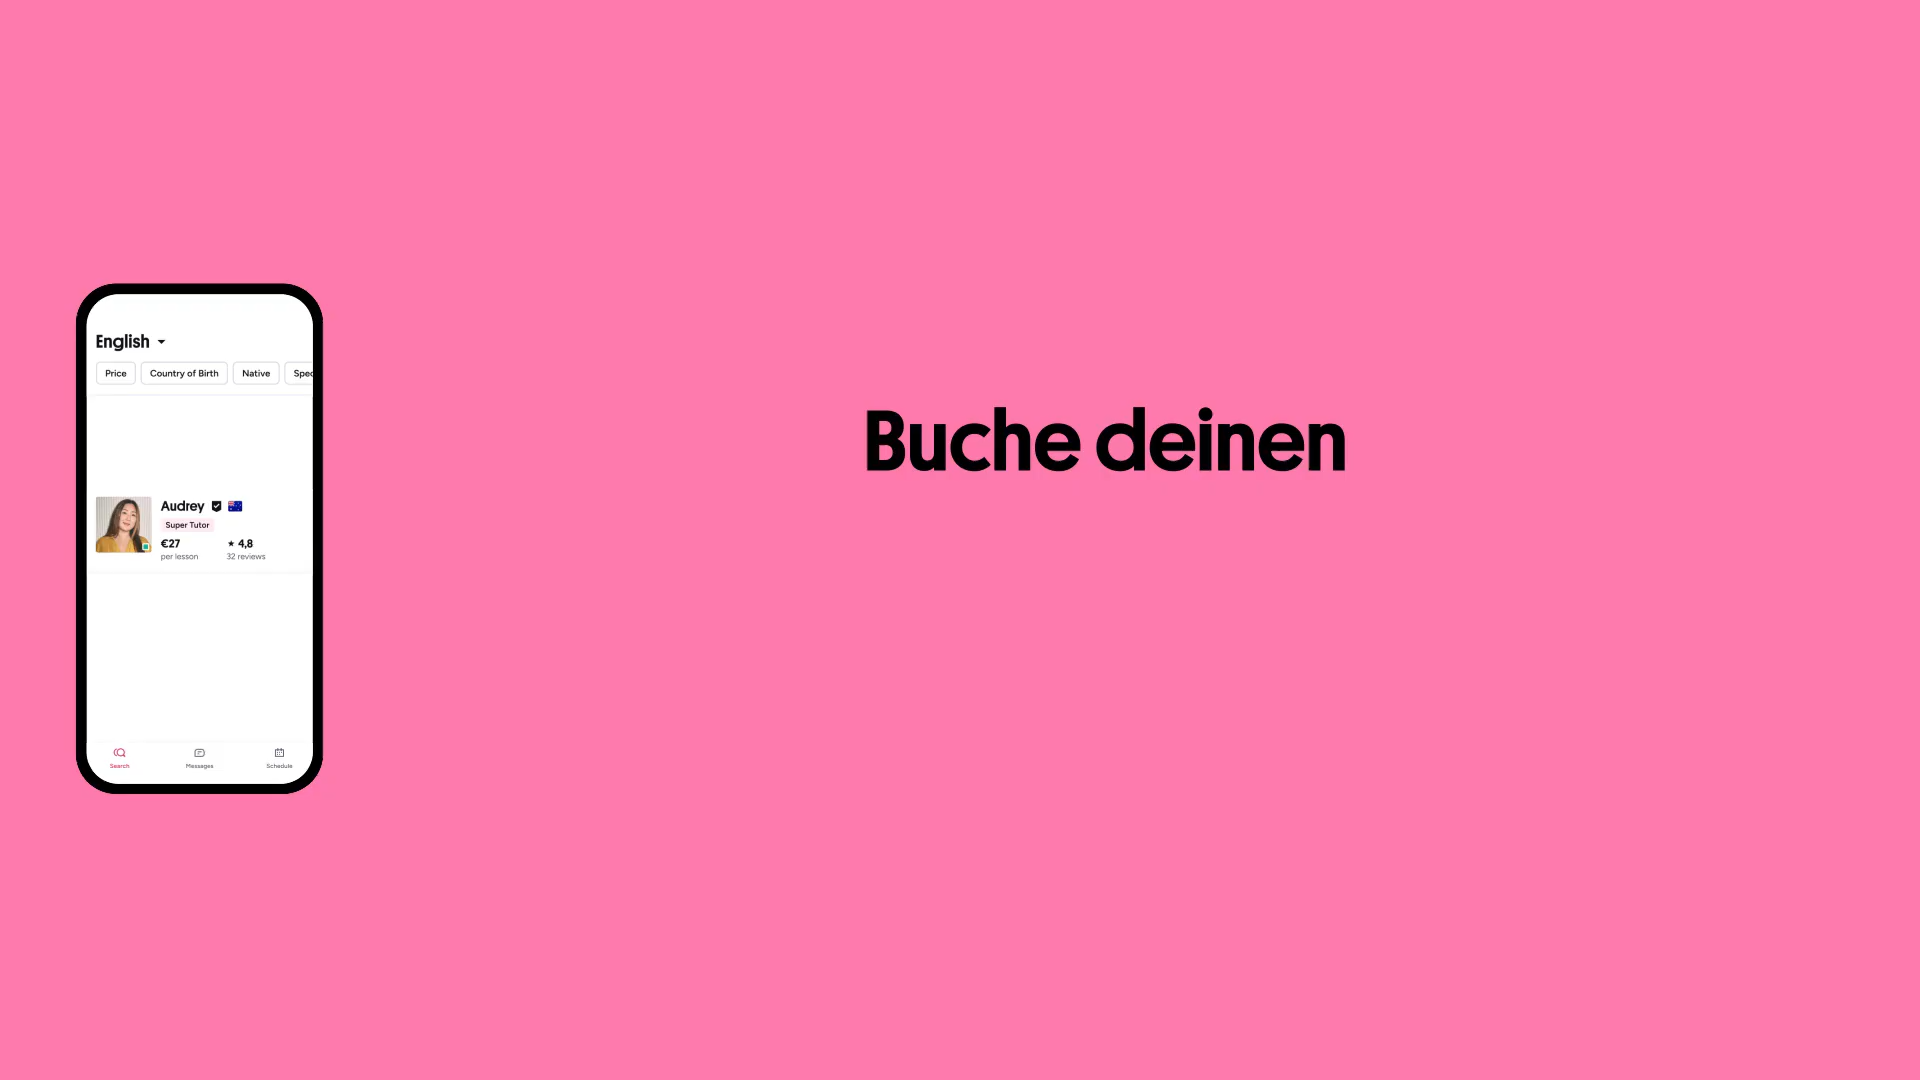 English
Price Country of Birth Native Spec
Audrey
Super Tutor
€27 ★ 4,8
per lesson 32 reviews
Search Messages Schedule
Buche deinen